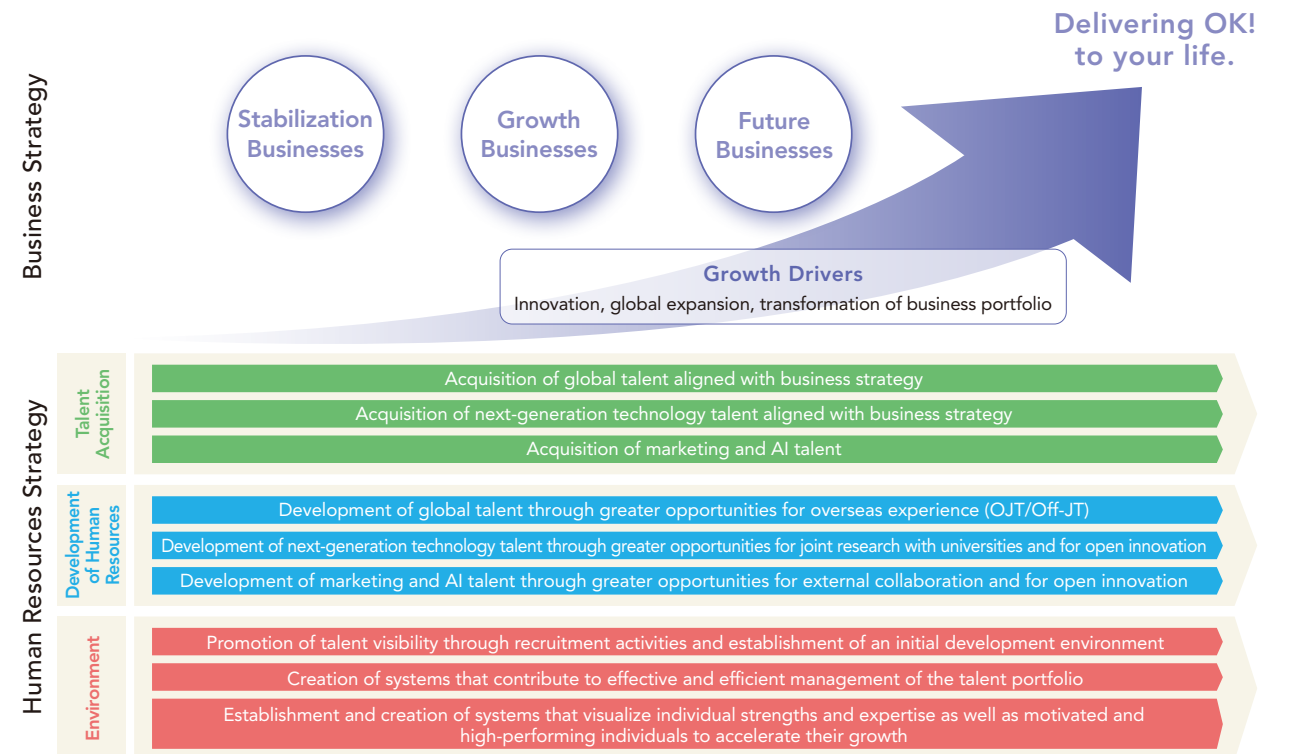 Delivering OK!
to your life.
Business Strategy
Stabilization
Businesses
Growth
Businesses
Future
Businesses
Growth Drivers
Innovation, global expansion, transformation of business portfolio
Human Resources Strategy
Talent
Acquisition
Acquisition of global talent aligned with business strategy
Acquisition of next-generation technology talent aligned with business strategy
Acquisition of marketing and AI talent
Development
of Human
Resources
Development of global talent through greater opportunities for overseas experience (OJT/Off-JT)
Development of next-generation technology talent through greater opportunities for joint research with universities and for open innovation
Development of marketing and AI talent through greater opportunities for external collaboration and for open innovation
Environment
Promotion of talent visibility through recruitment activities and establishment of an initial development environment
Creation of systems that contribute to effective and efficient management of the talent portfolio
Establishment and creation of systems that visualize individual strengths and expertise as well as motivated and
high-performing individuals to accelerate their growth